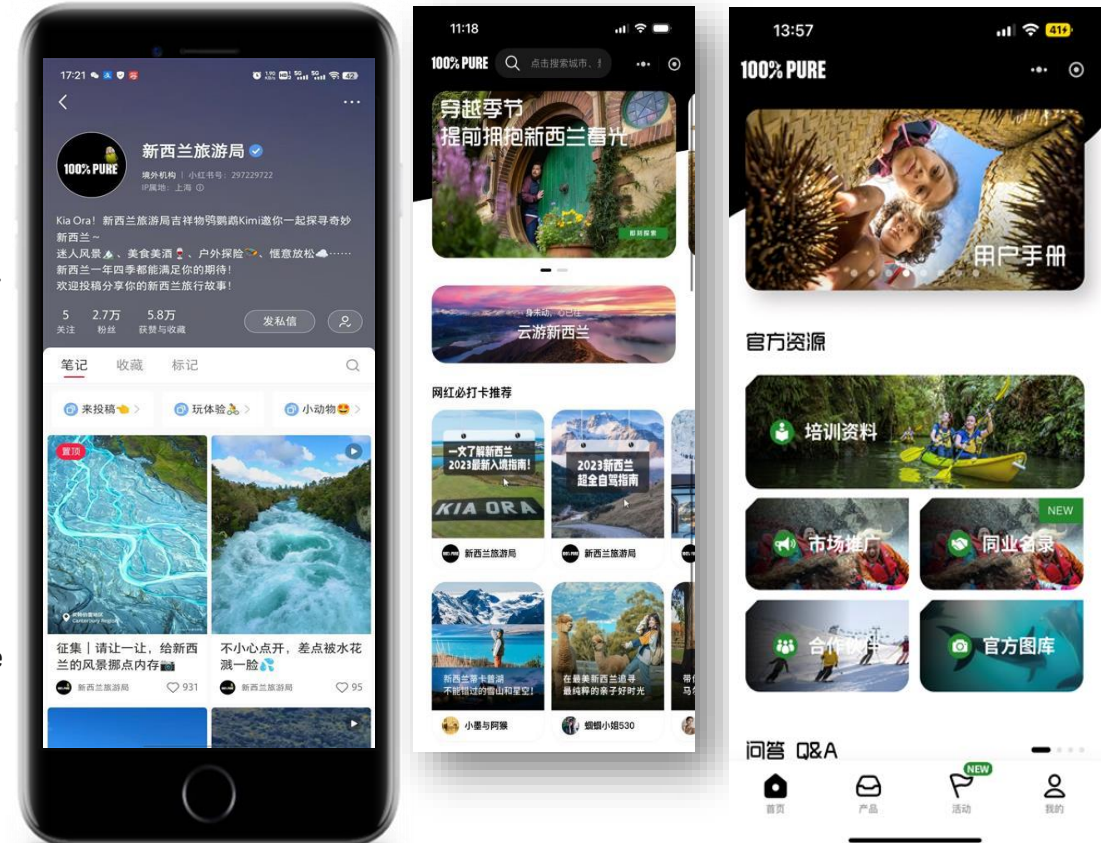 17:21
42
100% PURE
新西兰旅游局
境外机构 | 小红书号: 297229722
IP属地: 上海
Kia Ora! 新西兰旅游局吉祥物鸮鹦鹉Kimi邀你一起探寻奇妙
新西兰~
迷人风景🏔、美食美酒🍷、户外探险🪶、惬意放松☁️······
新西兰一年四季都能满足你的期待!
欢迎投稿分享你的新西兰旅行故事!
5 2.7万 5.8万
关注 粉丝 获赞与收藏
发私信
笔记 收藏 标记
来投稿👈 >
玩体验🚴 >
小动物🤩 >
置顶
Canterbury Region
征集 | 请让一让, 给新西
兰的风景挪点内存📷
新西兰旅游局
931
不小心点开, 差点被水花
溅一脸💦
新西兰旅游局
95
11:18
100% PURE
点击搜索城市、
穿越季节
提前拥抱新西兰春光
即刻探索
身未动, 心已往
云游新西兰
网红必打卡推荐
一文了解新西兰
2023最新入境指南!
KIA ORA
新西兰旅游局
2023新西兰
超全自驾指南
新西兰旅游局
新西兰蒂卡普湖
不能错过的雪山和星空!
小墨与阿猴
在最美新西兰追寻
最纯粹的亲子好时光
蝈蝈小姐530
13:57
41
100% PURE
用户手册
官方资源
培训资料
市场推广
NEW
同业名录
合作伙伴
官方图库
问答 Q&A
NEW
首页
产品
活动
我的